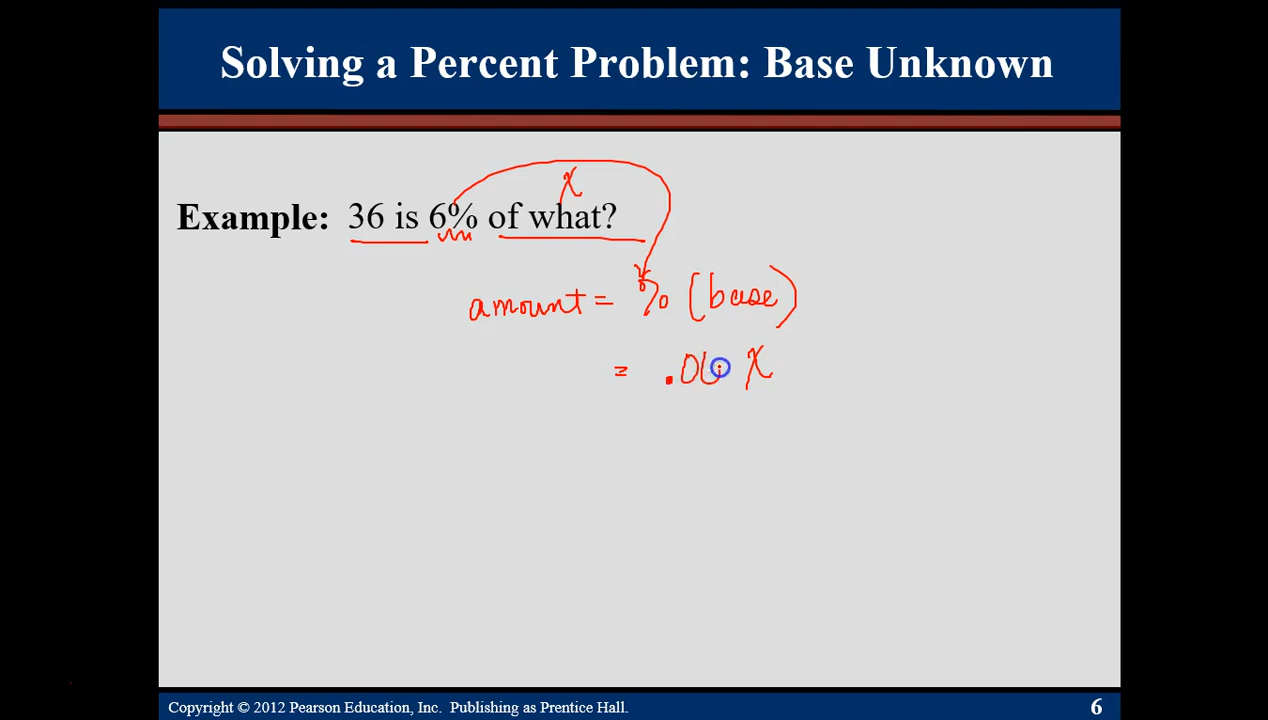 Solving a Percent Problem: Base Unknown
x
Example: 36 is 6% of what?
amount = % (base)
= .06 x
Copyright © 2012 Pearson Education, Inc. Publishing as Prentice Hall. 6